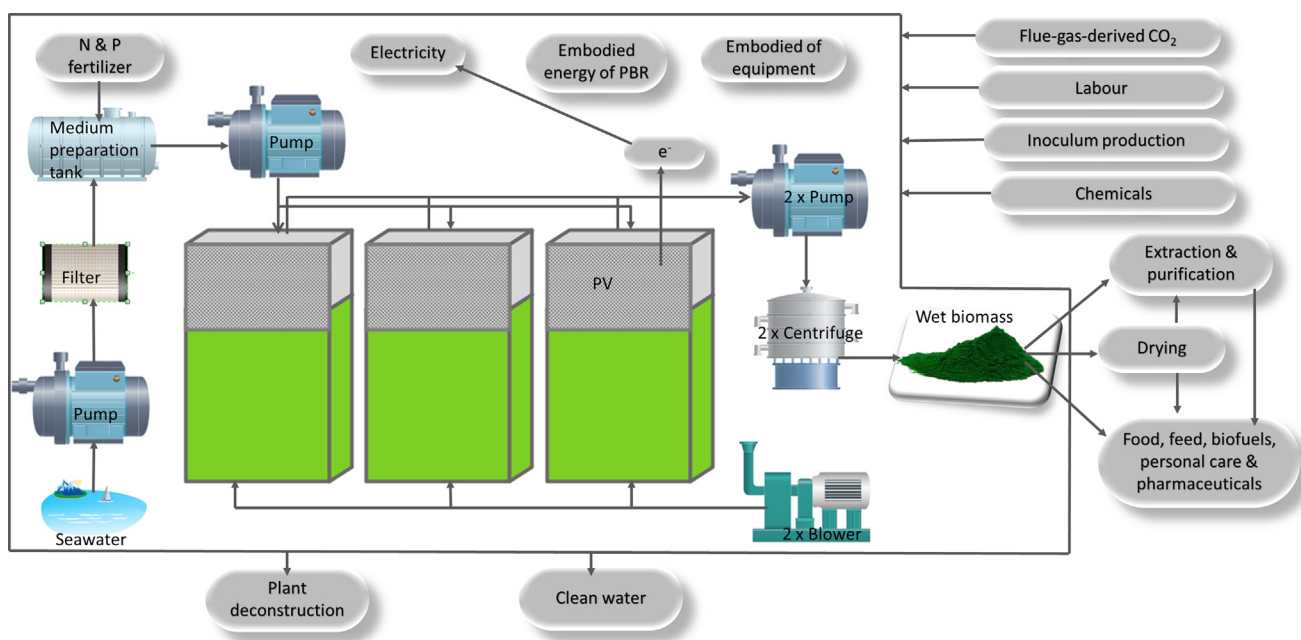 N & P
fertilizer
Electricity
Embodied
energy of PBR
Embodied of
equipment
Flue-gas-derived CO₂
Labour
Inoculum production
Chemicals
Medium
preparation
tank
Pump
e⁻
2 x Pump
Filter
PV
Extraction &
purification
Wet biomass
2 x Centrifuge
Drying
Pump
Food, feed, biofuels,
personal care &
pharmaceuticals
Seawater
2 x Blower
Plant
deconstruction
Clean water